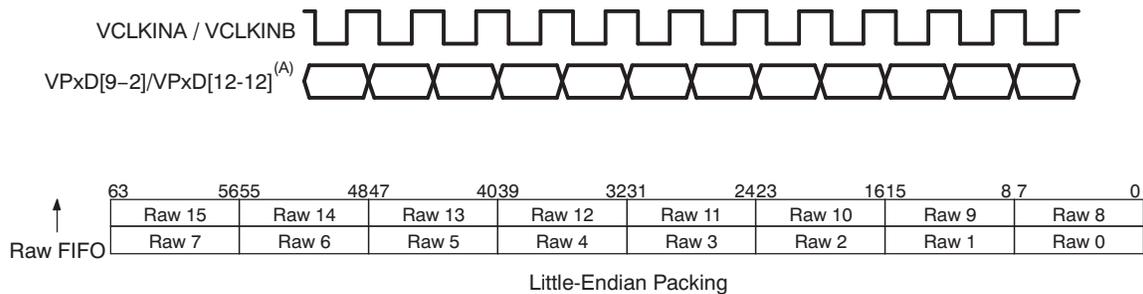 VCLKINA / VCLKINB
VPxD[9–2]/VPxD[12-12](A)
63 5655 4847 4039 3231 2423 1615 8 7 0
Raw 15 Raw 14 Raw 13 Raw 12 Raw 11 Raw 10 Raw 9 Raw 8
Raw FIFO Raw 7 Raw 6 Raw 5 Raw 4 Raw 3 Raw 2 Raw 1 Raw 0
Little-Endian Packing